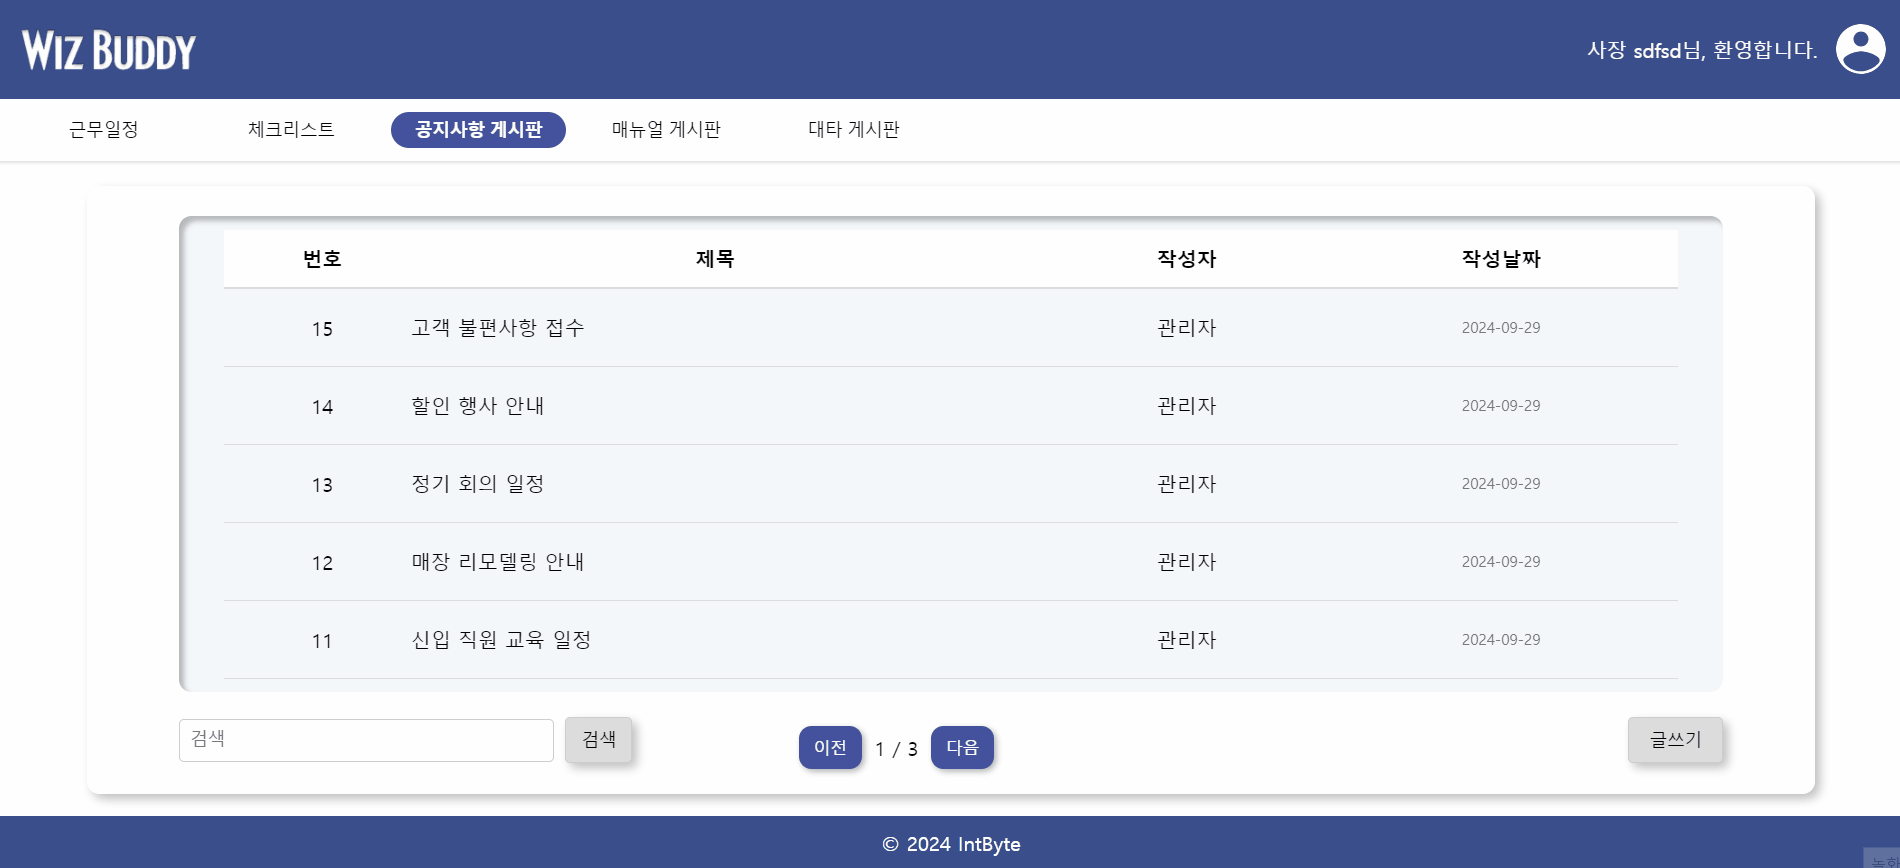 WIZ BUDDY
사장 sdfsd님, 환영합니다.
근무일정 체크리스트 공지사항 게시판 매뉴얼 게시판 대타 게시판
번호 제목 작성자 작성날짜
15 고객 불편사항 접수 관리자 2024-09-29
14 할인 행사 안내 관리자 2024-09-29
13 정기 회의 일정 관리자 2024-09-29
12 매장 리모델링 안내 관리자 2024-09-29
11 신입 직원 교육 일정 관리자 2024-09-29
검색 검색 이전 1 / 3 다음 글쓰기
© 2024 IntByte